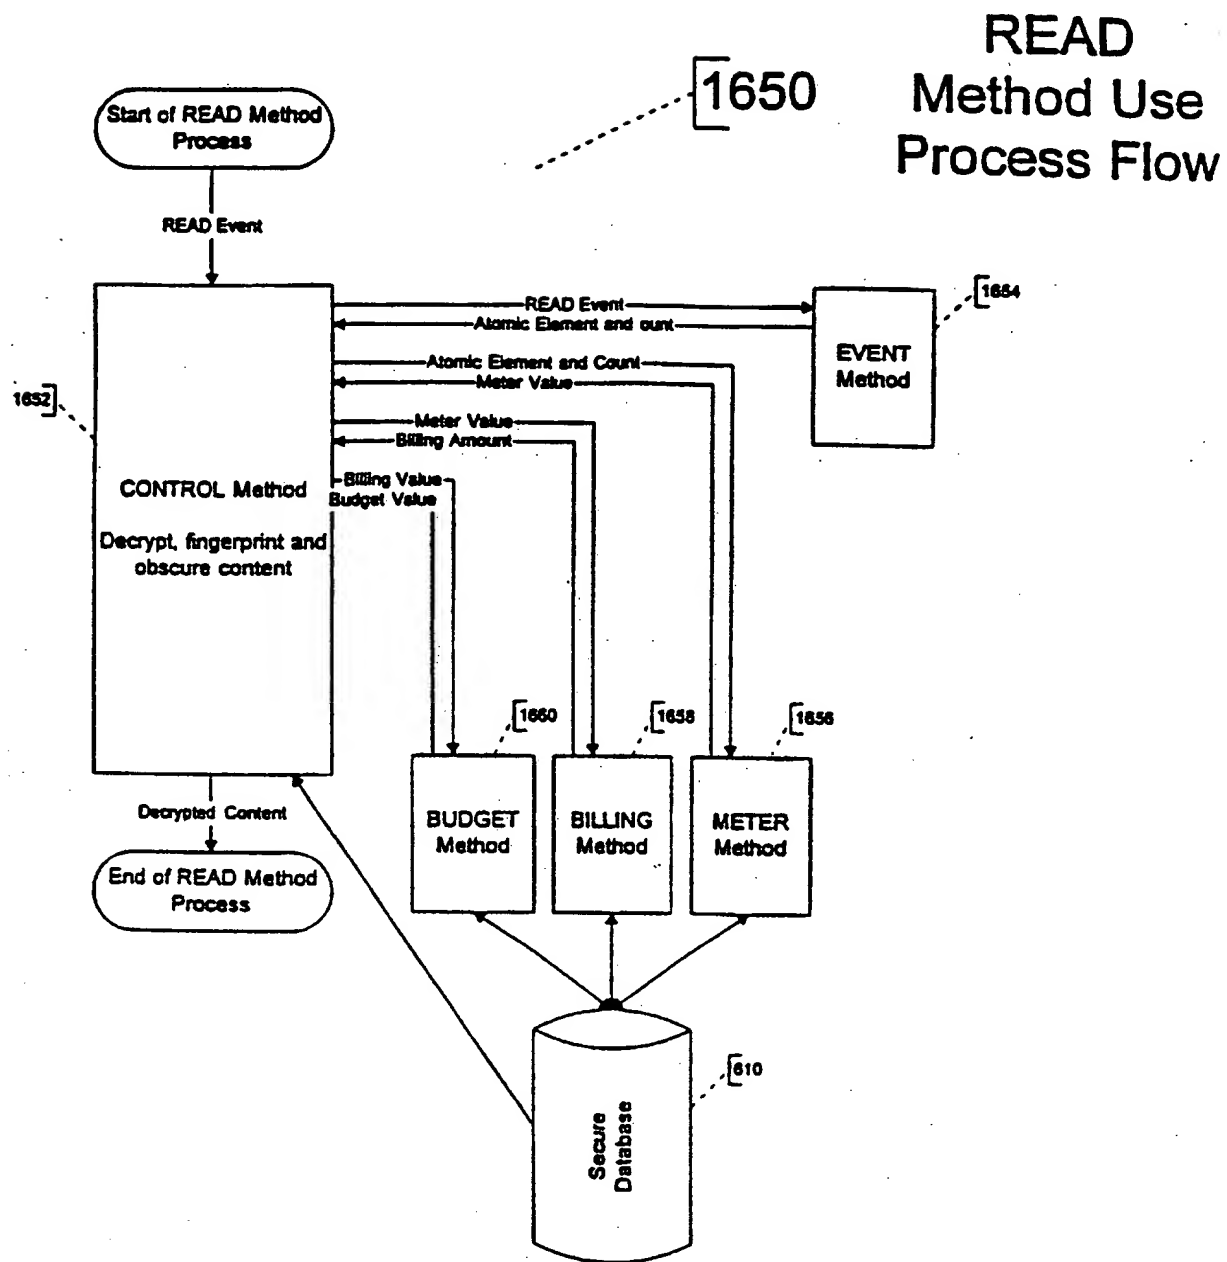 READ
Method Use
Process Flow
1650
Start of READ Method
Process
READ Event
READ Event
Atomic Element and ount
1654
EVENT
Method
Atomic Element and Count
Meter Value
1652
Meter Value
Billing Amount
Billing Value
Budget Value
CONTROL Method
Decrypt, fingerprint and
obscure content
1660
1658
1656
BUDGET
Method
BILLING
Method
METER
Method
Decrypted Content
End of READ Method
Process
610
Secure
Database